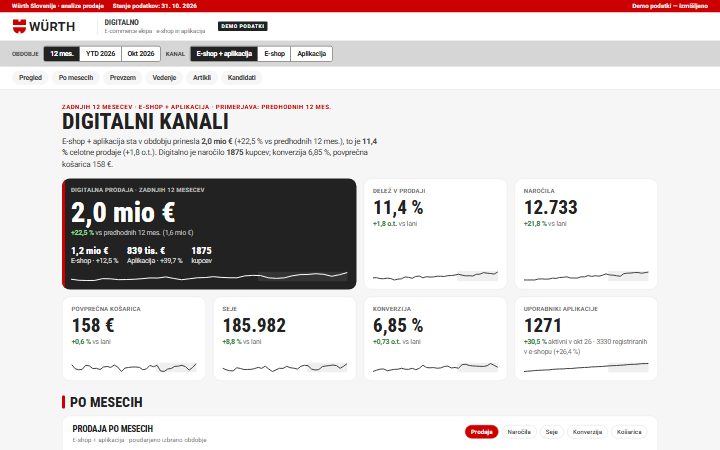 Würth Slovenija · analize prodaje Stanje podatkov: 31. 10. 2026 Demo podatki — izmišljeno
WÜRTH DIGITALNO DEMO PODATKI
E-commerce ekipa · e-shop in aplikacija
OBDOBJE 12 mes. YTD 2026 Okt 2026 KANAL E-shop + aplikacija E-shop Aplikacija
Pregled Po mesecih Prevzem Vedenje Artikli Kandidati
ZADNJIH 12 MESECEV · E-SHOP + APLIKACIJA · PRIMERJAVA: PREDHODNIH 12 MES.
DIGITALNI KANALI
E-shop + aplikacija sta v obdobju prinesla 2,0 mio € (+22,5 % vs predhodnih 12 mes.), to je 11,4
% celotne prodaje (+1,8 o.t.). Digitalno je naročilo 1875 kupcev; konverzija 6,85 %, povprečna
košarica 158 €.
DIGITALNA PRODAJA · ZADNJIH 12 MESECEV
2,0 mio €
+22,5 % vs predhodnih 12 mes. (1,6 mio €)
1,2 mio € 839 tis. € 1875
E-shop · +12,5 % Aplikacija · +39,7 % kupcev
DELEŽ V PRODAJI
11,4 %
+1,8 o.t. vs lani
NAROČILA
12.733
+21,8 % vs lani
POVPREČNA KOŠARICA
158 €
+0,6 % vs lani
SEJE
185.982
+8,8 % vs lani
KONVERZIJA
6,85 %
+0,73 o.t. vs lani
UPORABNIKI APLIKACIJE
1271
+30,5 % aktivni v okt 26 · 3330 registriranih
v e-shopu (+26,4 %)
PO MESECIH
PRODAJA PO MESECIH
E-shop + aplikacija · poudarjeno izbrano obdobje
Prodaja Naročila Seje Konverzija Košarica